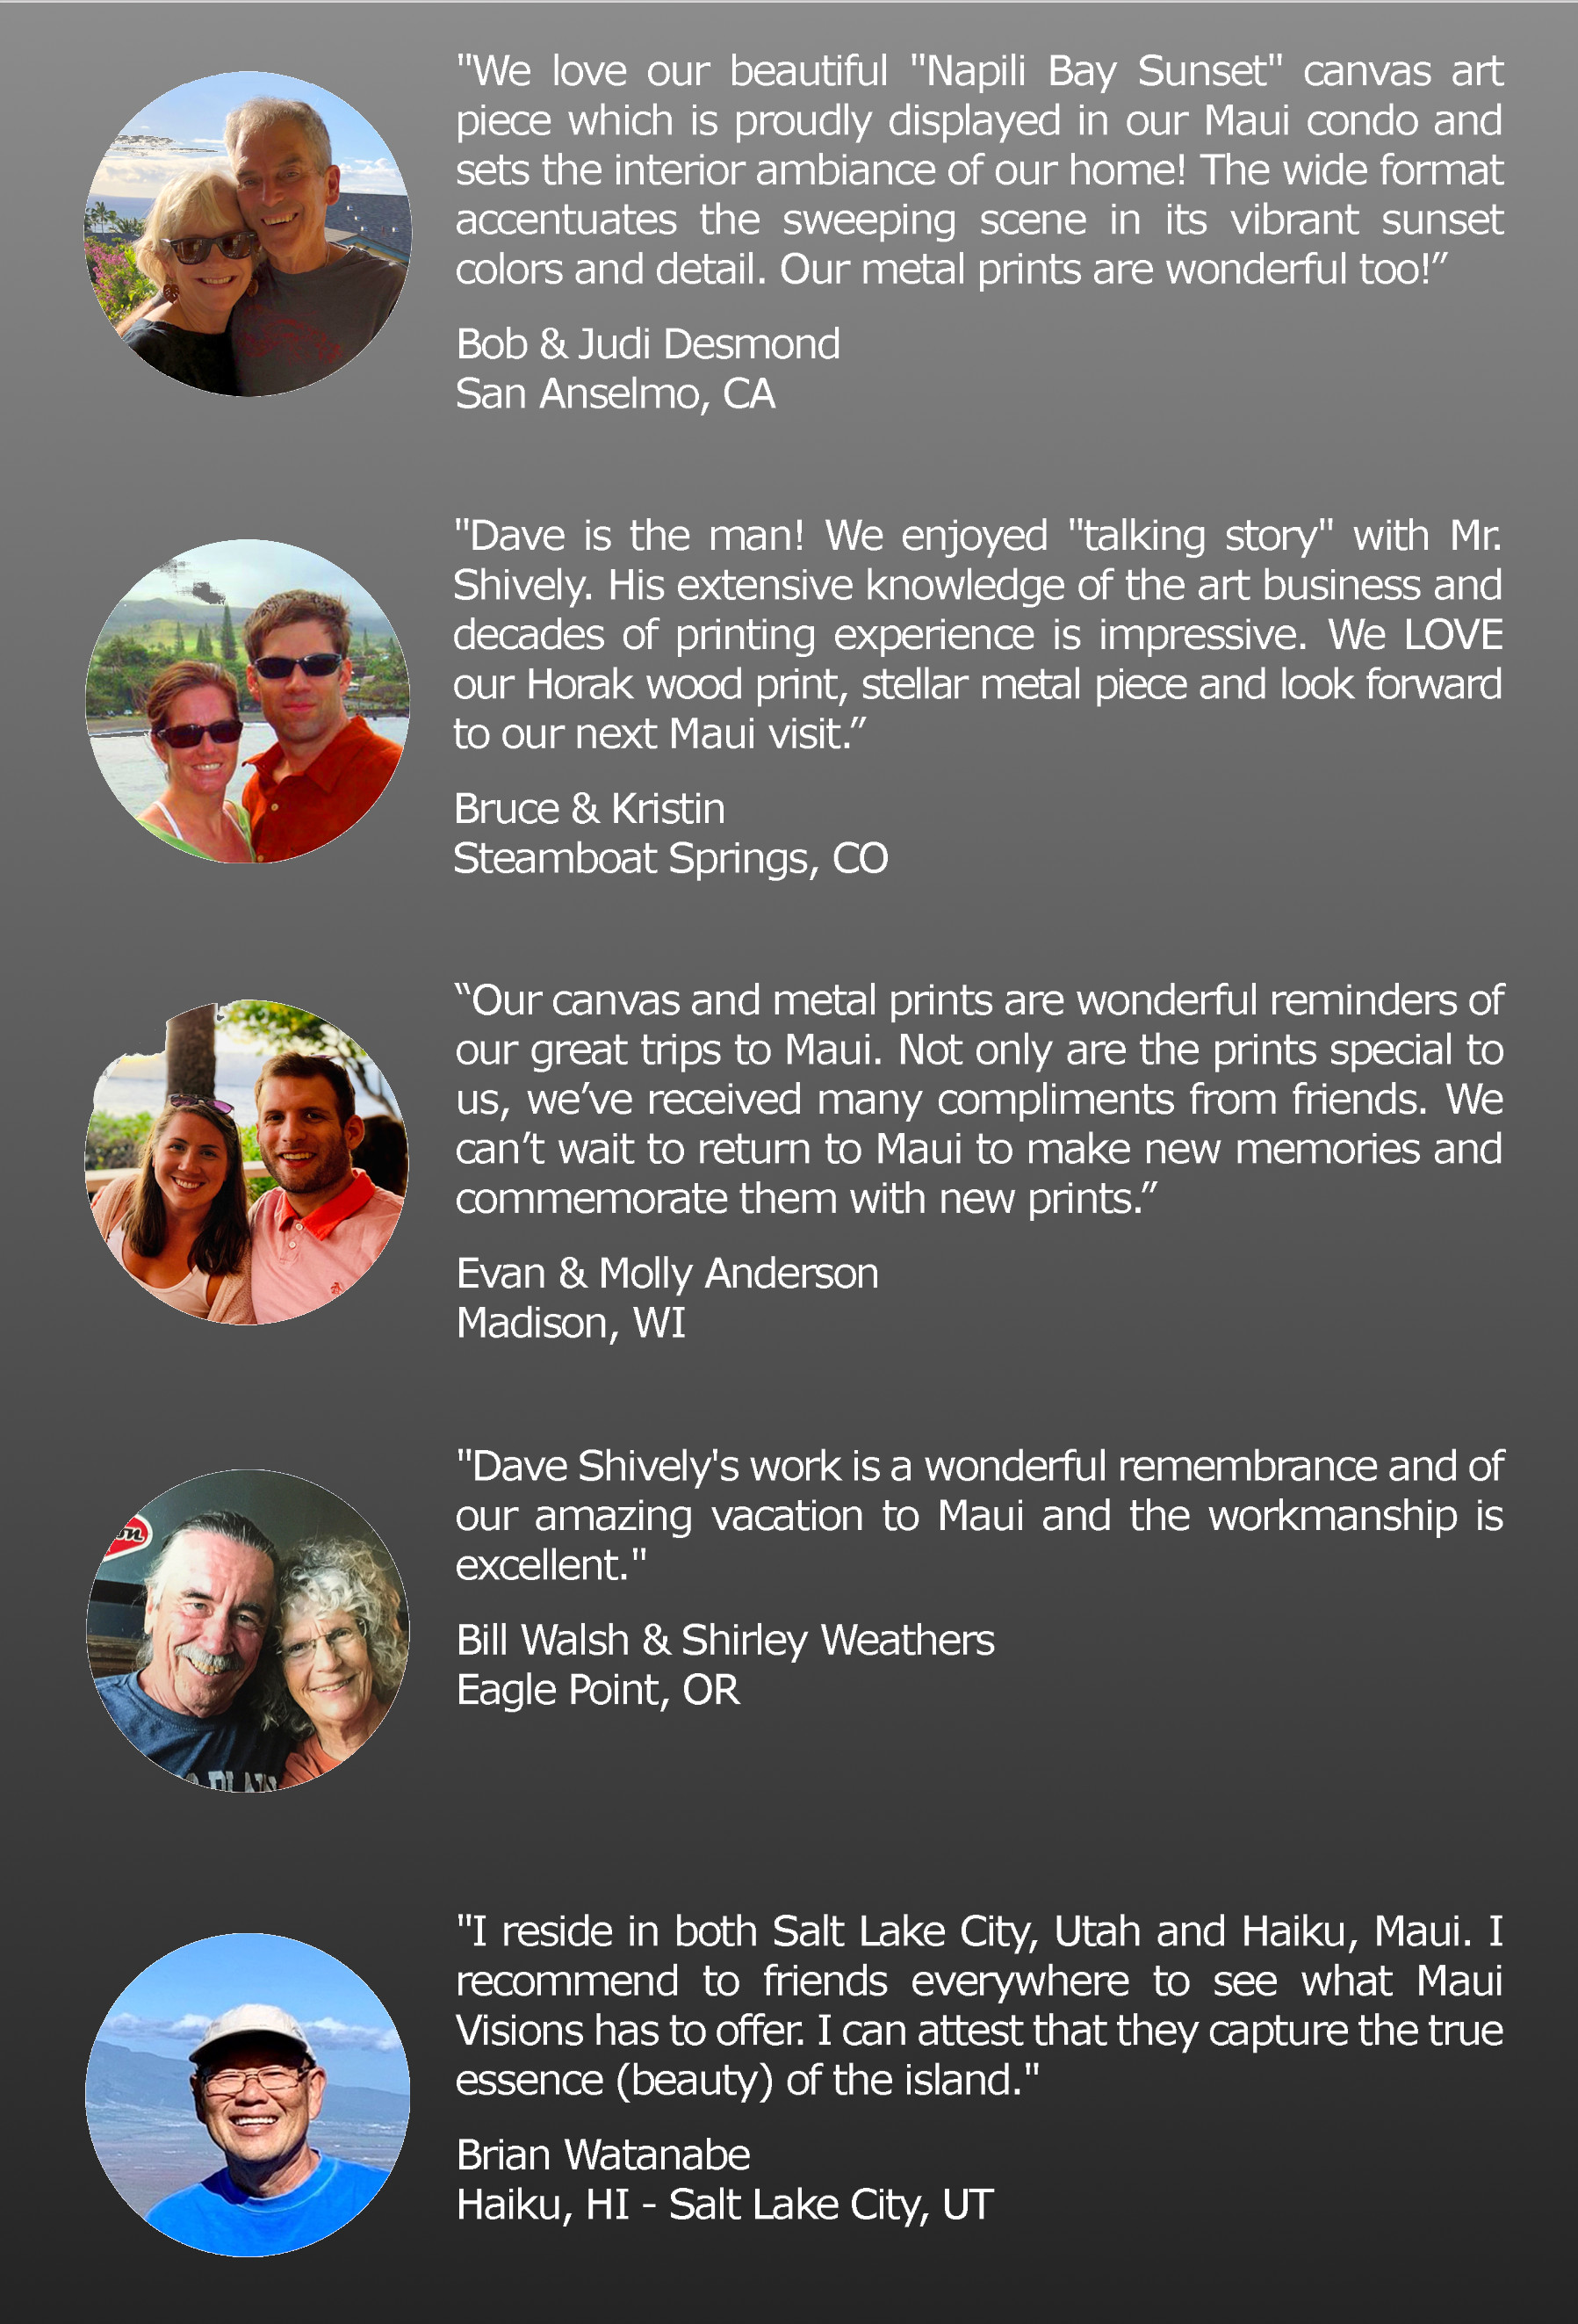 "We love our beautiful "Napili Bay Sunset" canvas art
piece which is proudly displayed in our Maui condo and
sets the interior ambiance of our home! The wide format
accentuates the sweeping scene in its vibrant sunset
colors and detail. Our metal prints are wonderful too!”
Bob & Judi Desmond
San Anselmo, CA
"Dave is the man! We enjoyed "talking story" with Mr.
Shively. His extensive knowledge of the art business and
decades of printing experience is impressive. We LOVE
our Horak wood print, stellar metal piece and look forward
to our next Maui visit.”
Bruce & Kristin
Steamboat Springs, CO
“Our canvas and metal prints are wonderful reminders of
our great trips to Maui. Not only are the prints special to
us, we’ve received many compliments from friends. We
can’t wait to return to Maui to make new memories and
commemorate them with new prints.”
Evan & Molly Anderson
Madison, WI
"Dave Shively's work is a wonderful remembrance and of
our amazing vacation to Maui and the workmanship is
excellent."
Bill Walsh & Shirley Weathers
Eagle Point, OR
"I reside in both Salt Lake City, Utah and Haiku, Maui. I
recommend to friends everywhere to see what Maui
Visions has to offer. I can attest that they capture the true
essence (beauty) of the island."
Brian Watanabe
Haiku, HI - Salt Lake City, UT